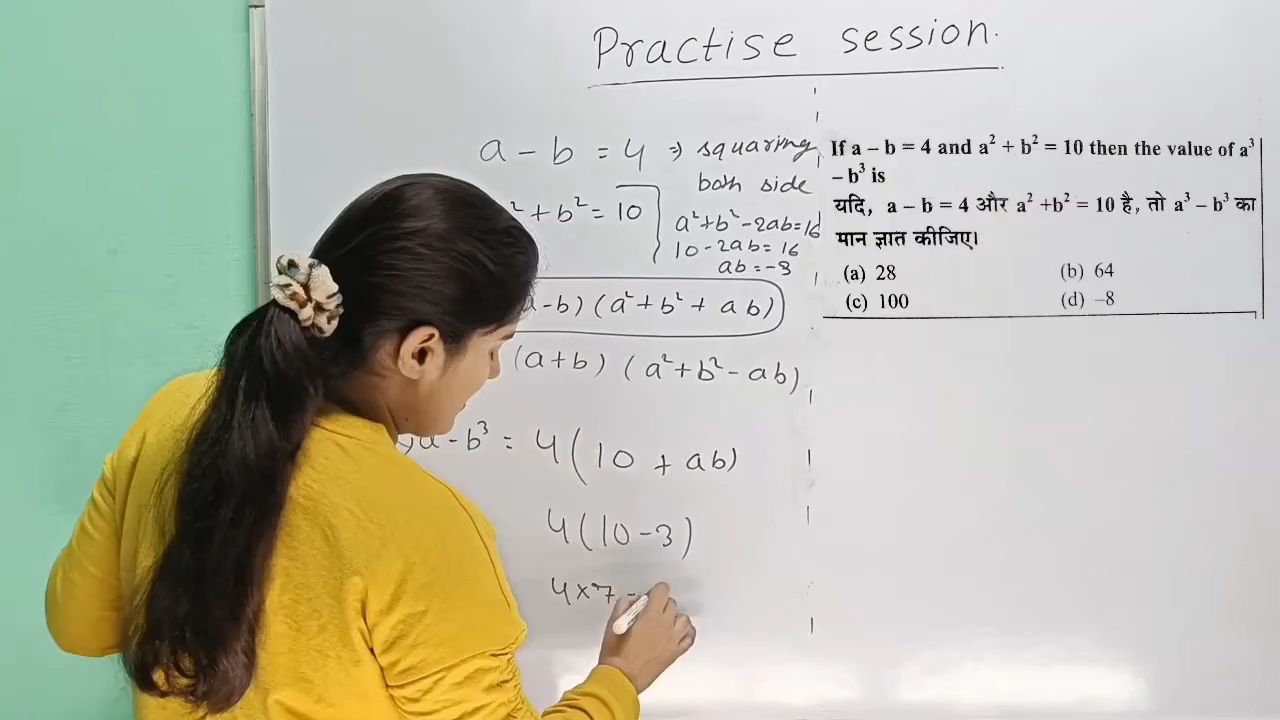 Practise session.
a - b = 4 ⇒ squaring
both side
² + b² = 10
a² + b² - 2ab = 16
10 - 2ab = 16
ab = -3
-b) (a² + b² + ab)
(a+b) (a² + b² - ab)
- b³ = 4(10 + ab)
4(10 - 3)
4×7 =
If a – b = 4 and a² + b² = 10 then the value of a³
– b³ is
यदि, a – b = 4 और a² +b² = 10 है, तो a³ – b³ का
मान ज्ञात कीजिए।
(a) 28 (b) 64
(c) 100 (d) –8